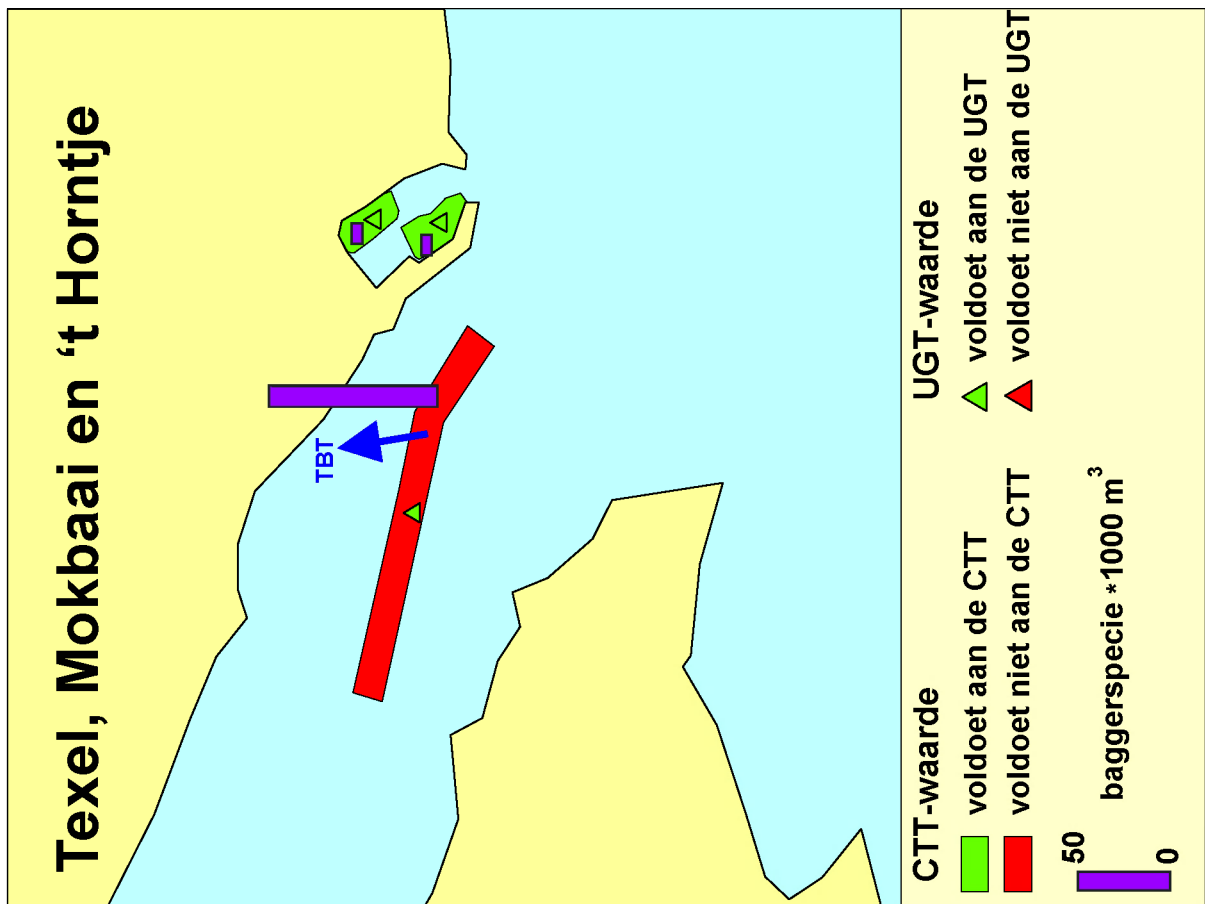 Texel, Mokbaai en ‘t Horntje
TBT
CTT-waarde
voldoet aan de CTT
voldoet niet aan de CTT
UGT-waarde
voldoet aan de UGT
voldoet niet aan de UGT
50
0
baggerspecie *1000 m³